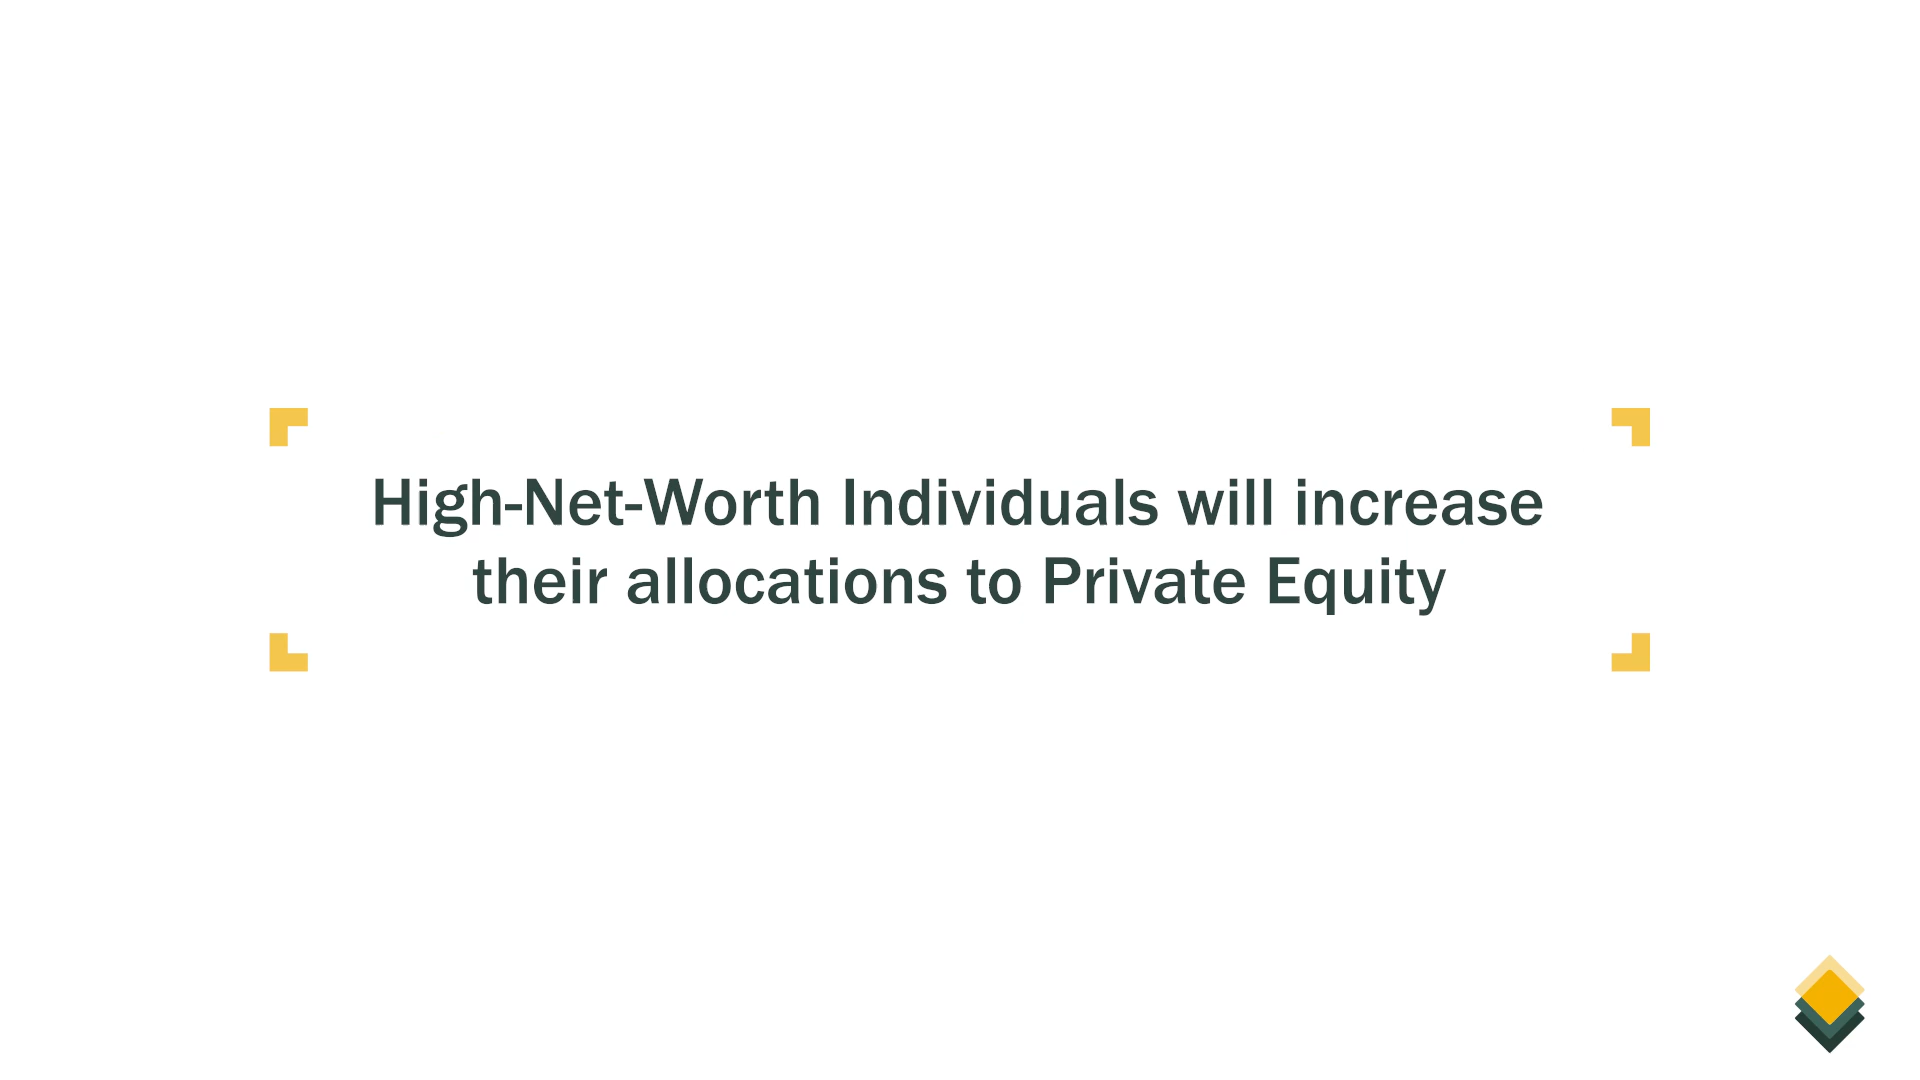 High-Net-Worth Individuals will increase
their allocations to Private Equity